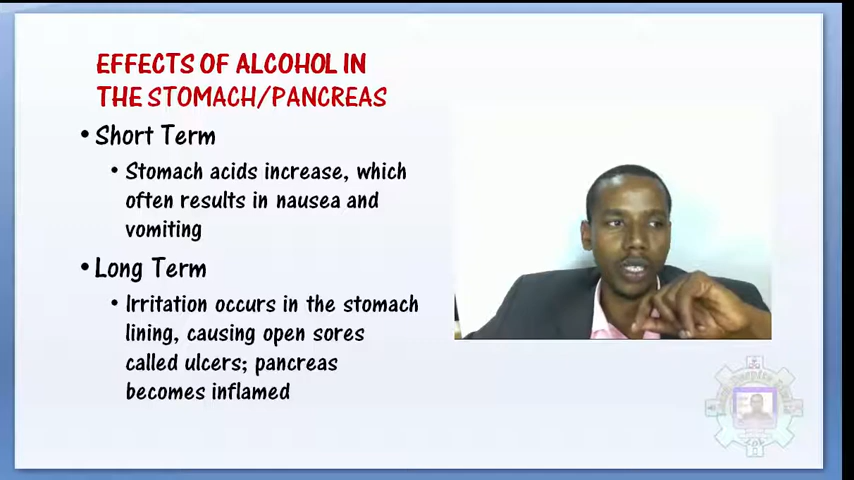 EFFECTS OF ALCOHOL IN
THE STOMACH/PANCREAS
• Short Term
• Stomach acids increase, which
often results in nausea and
vomiting
• Long Term
• Irritation occurs in the stomach
lining, causing open sores
called ulcers; pancreas
becomes inflamed